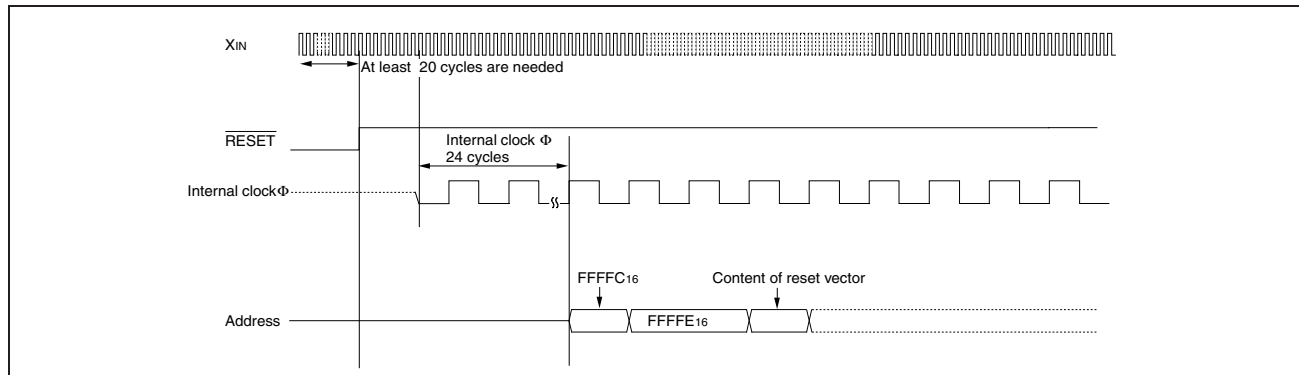 XIN
At least 20 cycles are needed
RESET
Internal clock Φ
24 cycles
Internal clockΦ
FFFFC16
Content of reset vector
Address
FFFFE16